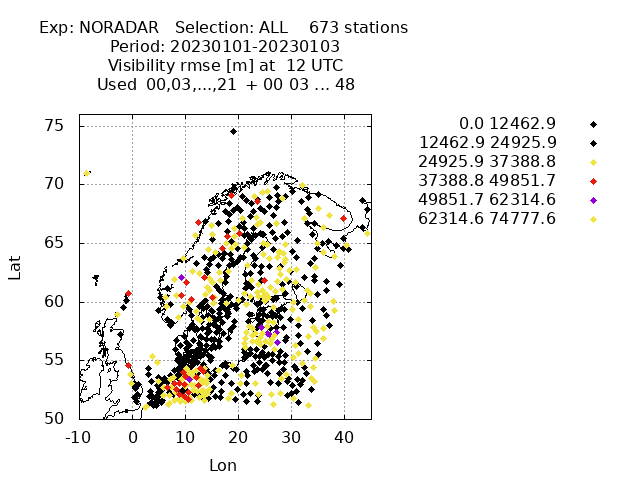 Exp: NORADAR   Selection: ALL    673 stations
Period: 20230101-20230103
Visibility rmse [m] at  12 UTC
Used  00,03,...,21  + 00 03 ... 48
0.0 12462.9
12462.9 24925.9
24925.9 37388.8
37388.8 49851.7
49851.7 62314.6
62314.6 74777.6
75
70
65
60
55
50
Lat
-10 0 10 20 30 40
Lon